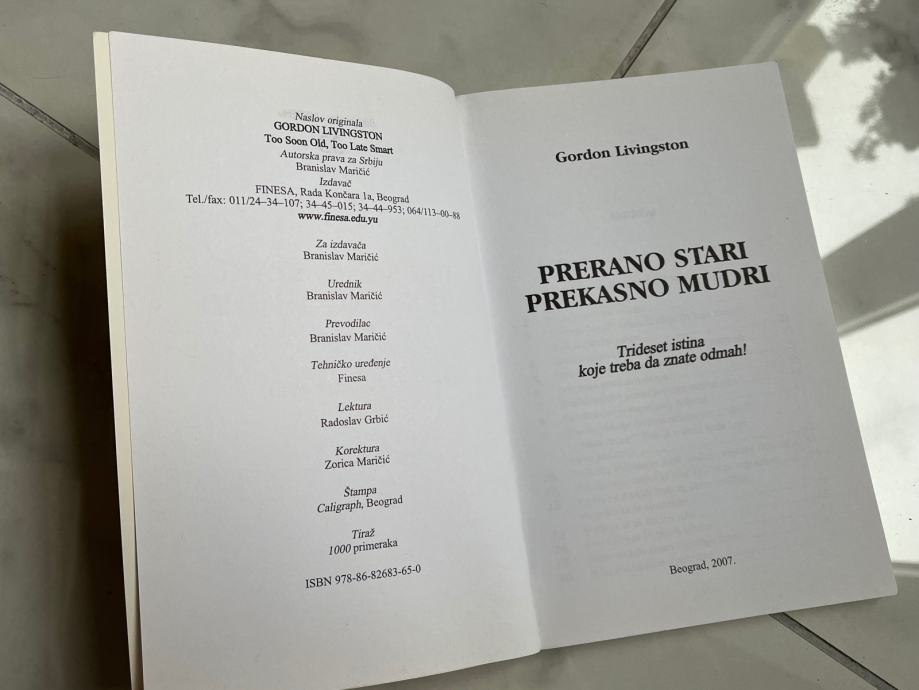 Naslov originala
GORDON LIVINGSTON
Too Soon Old, Too Late Smart
Autorska prava za Srbiju
Branislav Maričić
Izdavač
FINESA, Rada Končara 1a, Beograd
Tel./fax: 011/24–34–107; 34–45–015; 34–44–953; 064/113–00–88
www.finesa.edu.yu
Za izdavača
Branislav Maričić
Urednik
Branislav Maričić
Prevodilac
Branislav Maričić
Tehničko uređenje
Finesa
Lektura
Radoslav Grbić
Korektura
Zorica Maričić
Štampa
Caligraph, Beograd
Tiraž
1000 primeraka
ISBN 978-86-82683-65-0
Gordon Livingston
PRERANO STARI
PREKASNO MUDRI
Trideset istina
koje treba da znate odmah!
Beograd, 2007.